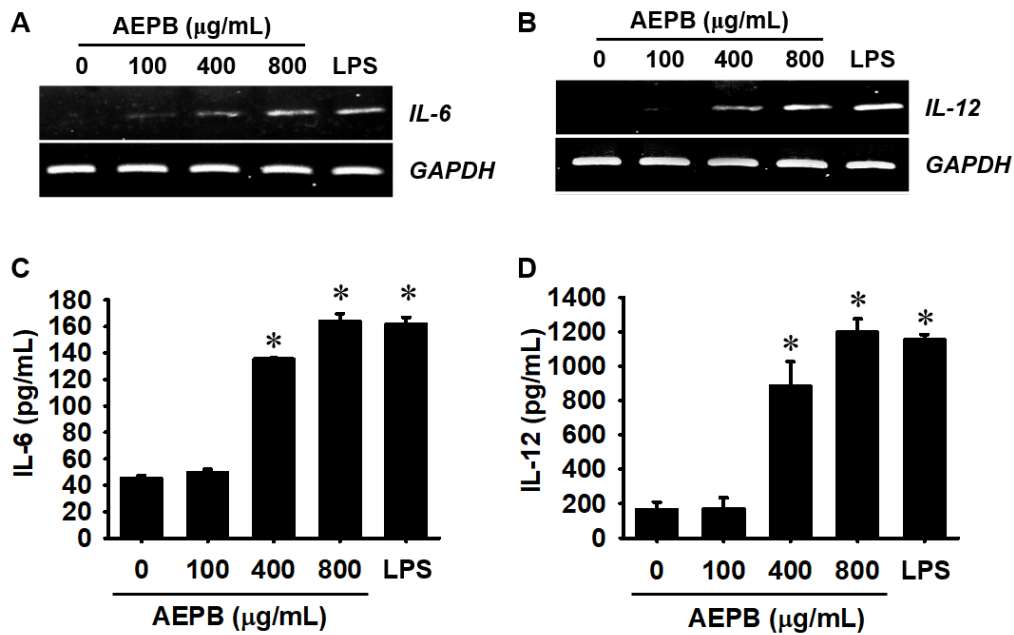 A
AEPB (μg/mL)
0 100 400 800 LPS
IL-6
GAPDH
B
AEPB (μg/mL)
0 100 400 800 LPS
IL-12
GAPDH
C
IL-6 (pg/mL)
180
160
140
120
100
80
60
40
20
0
* * *
0 100 400 800 LPS
AEPB (μg/mL)
D
IL-12 (pg/mL)
1400
1200
1000
800
600
400
200
0
* * *
0 100 400 800 LPS
AEPB (μg/mL)